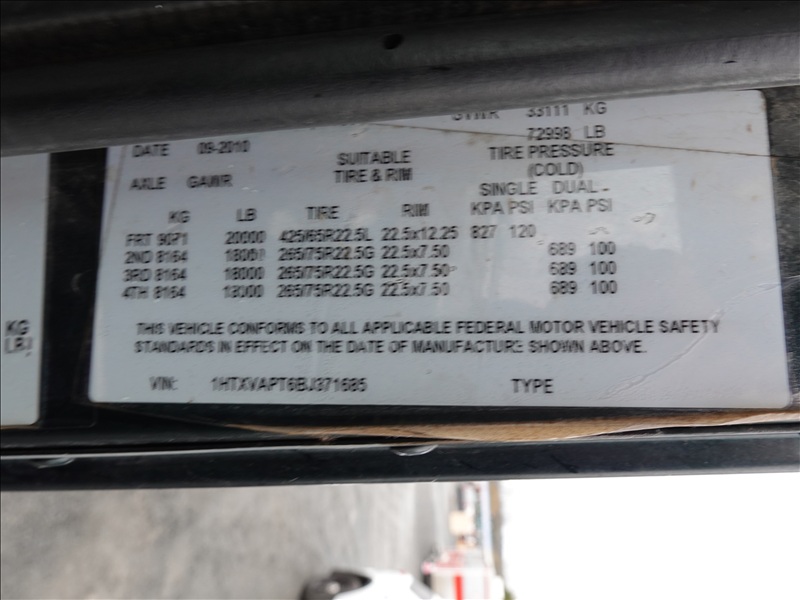 GVWR 33111 KG
72998 LB
DATE 09-2010
SUITABLE TIRE PRESSURE
AXLE GAWR TIRE & RIM (COLD)
SINGLE DUAL
KG LB TIRE RIM KPA PSI KPA PSI
FRT 9071 20000 425/65R22.5L 22.5x12.25 827 120
2ND 8164 18000 265/75R22.5G 22.5x7.50 689 100
3RD 8164 18000 265/75R22.5G 22.5x7.50 689 100
4TH 8164 18000 265/75R22.5G 22.5x7.50 689 100
THIS VEHICLE CONFORMS TO ALL APPLICABLE FEDERAL MOTOR VEHICLE SAFETY
STANDARDS IN EFFECT ON THE DATE OF MANUFACTURE SHOWN ABOVE.
VIN: 1HTXVAPT6BJ371685 TYPE
KG
LB